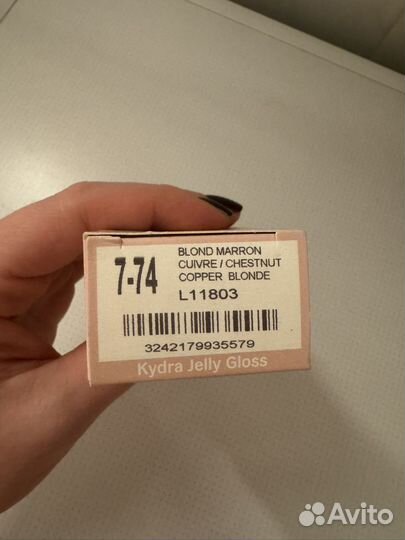 7-74
BLOND MARRON
CUIVRE / CHESTNUT
COPPER BLONDE
L11803
3242179935579
Kydra Jelly Gloss
Avito